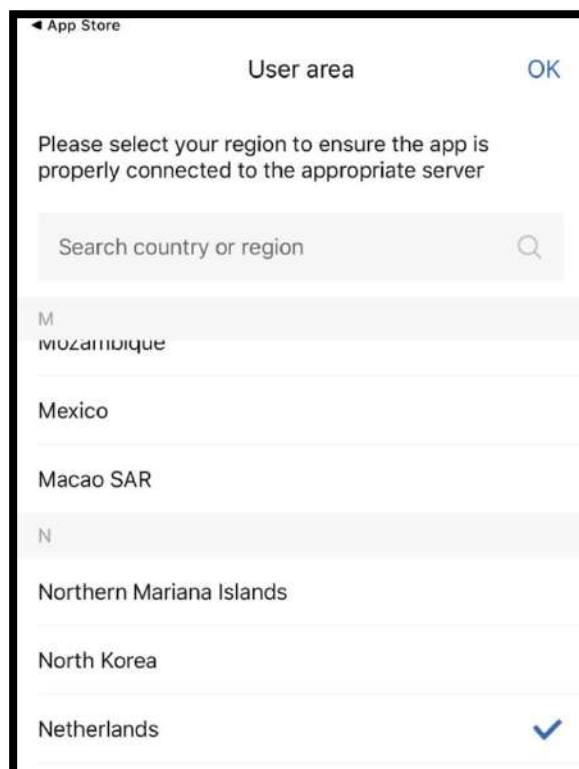 ◀ App Store
User area
OK
Please select your region to ensure the app is
properly connected to the appropriate server
Search country or region
M
Mozambique
Mexico
Macao SAR
N
Northern Mariana Islands
North Korea
Netherlands